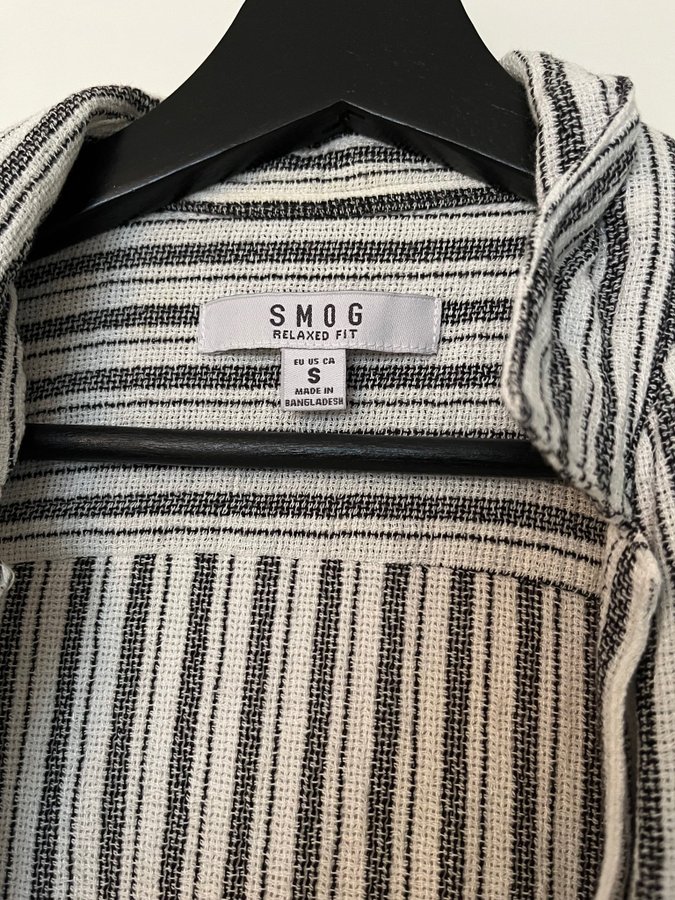 SMOG
RELAXED FIT
EU US CA
S
MADE IN
BANGLADESH